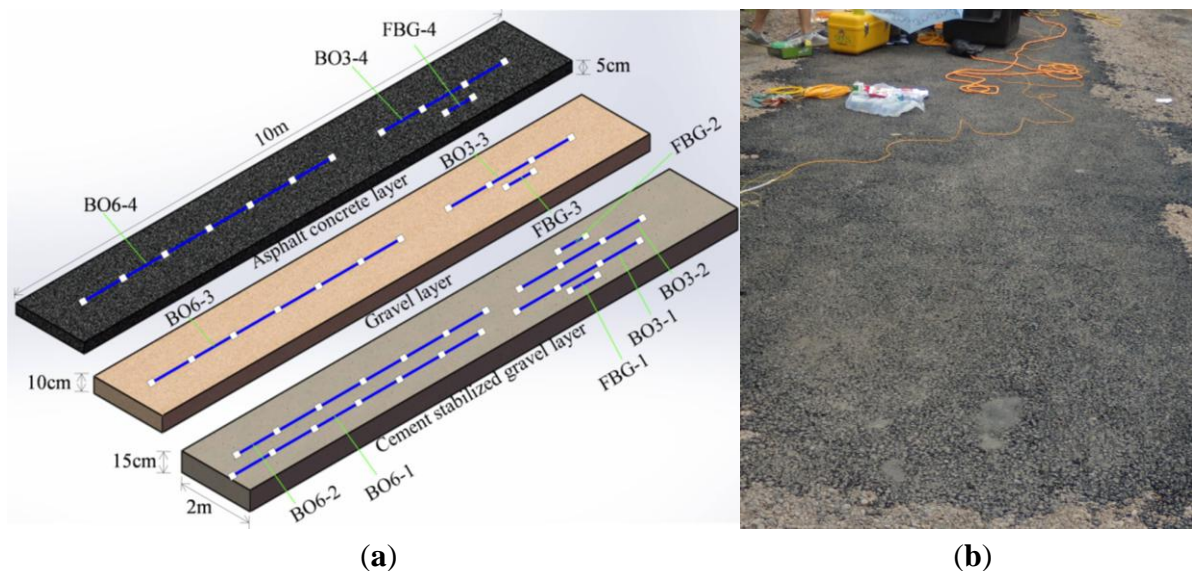 FBG-4
BO3-4
5cm
10m
FBG-2
BO3-3
BO6-4
Asphalt concrete layer
FBG-3
BO6-3
Gravel layer
BO3-2
BO3-1
FBG-1
10cm
Cement stabilized gravel layer
15cm
BO6-1
BO6-2
2m
(a)
(b)